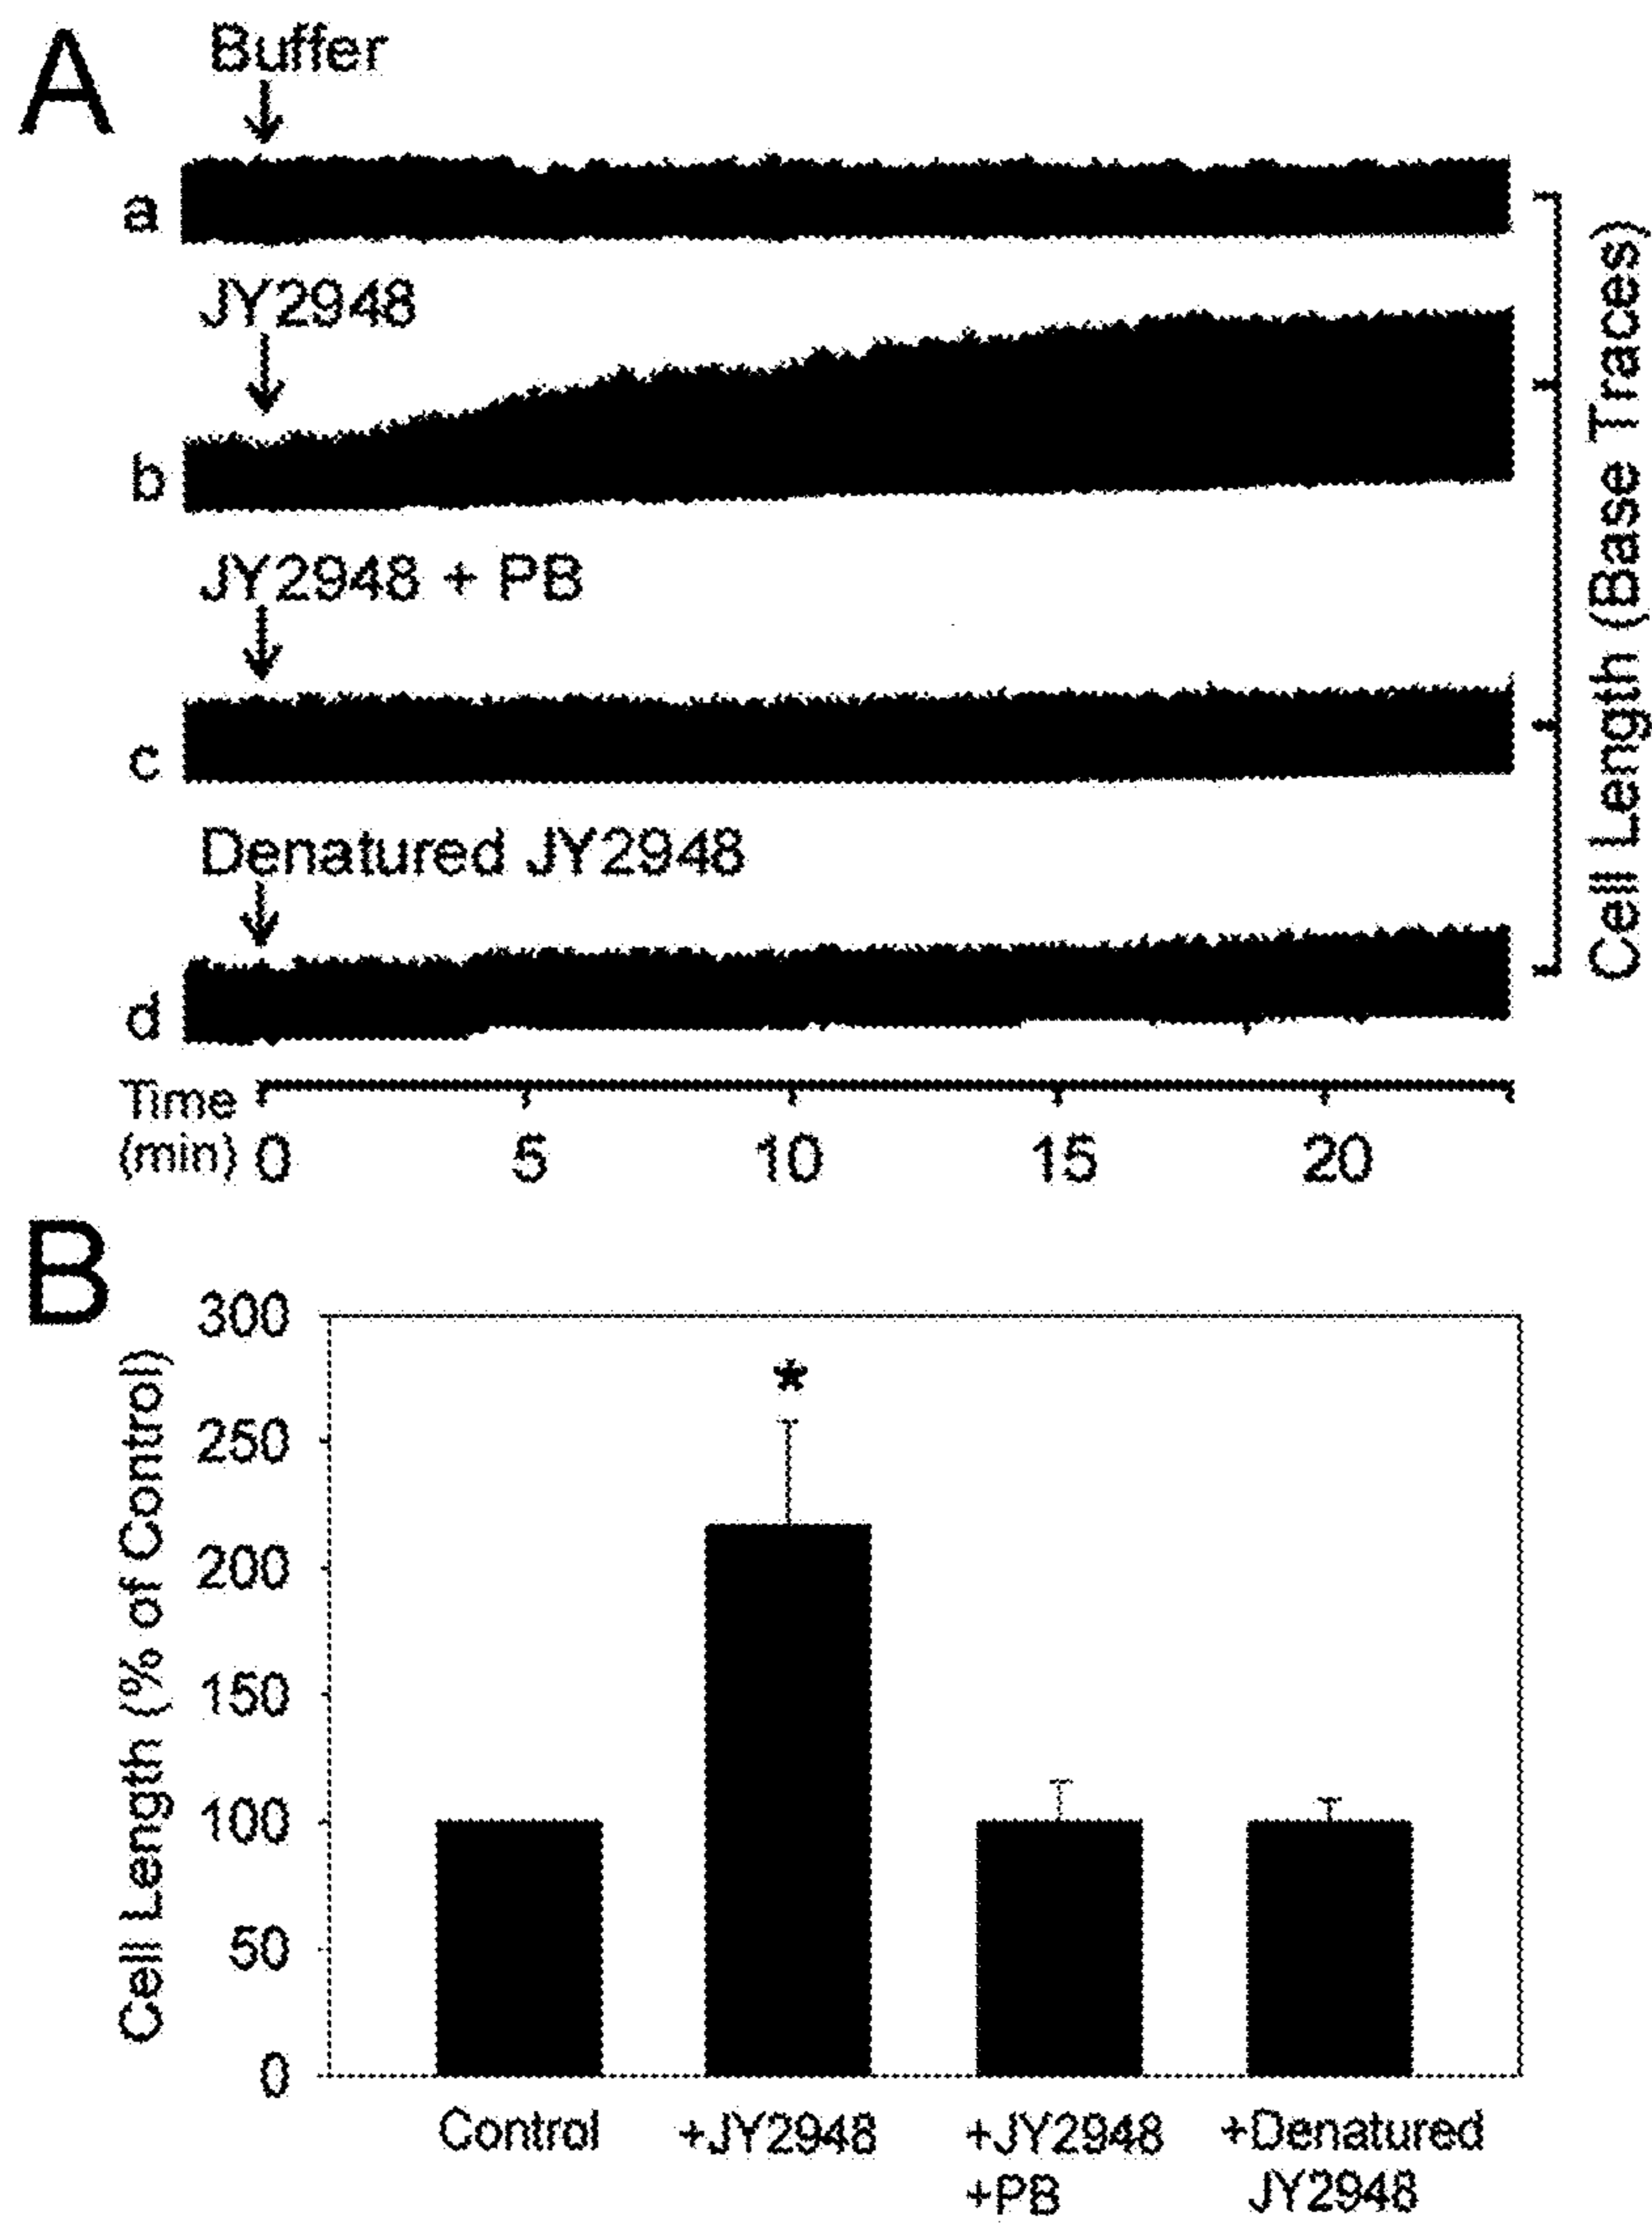 A
Buffer
a
JY2948
b
JY2948 + PB
c
Denatured JY2948
d
Cell Length (Base Traces)
Time
(min)
0 5 10 15 20
B
Cell Length (% of Control)
300
250
200
150
100
50
0
*
Control
+JY2948
+JY2948
+PB
+Denatured
JY2948